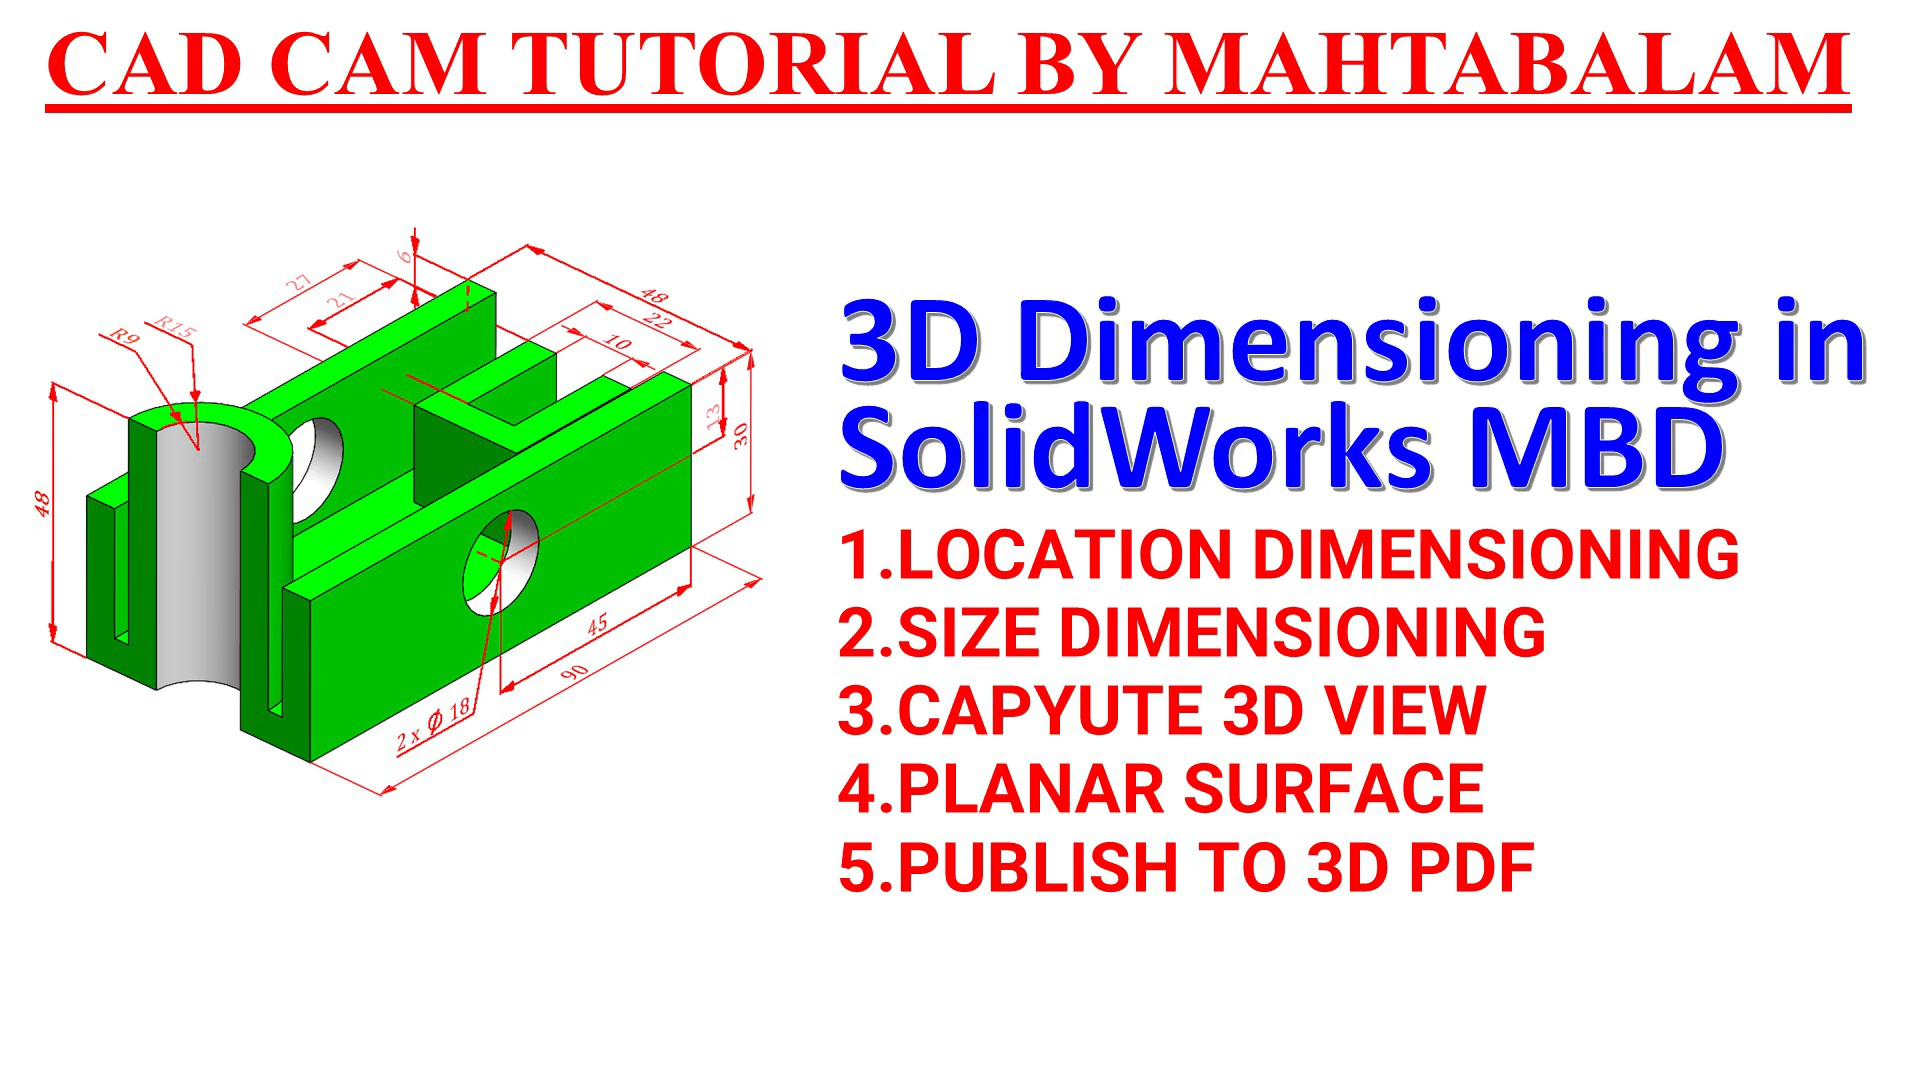 CAD CAM TUTORIAL BY MAHTABALAM
27
21
6
48
22
10
R15
R9
13
30
48
45
90
2 x Ø 18
3D Dimensioning in
SolidWorks MBD
1.LOCATION DIMENSIONING
2.SIZE DIMENSIONING
3.CAPYUTE 3D VIEW
4.PLANAR SURFACE
5.PUBLISH TO 3D PDF